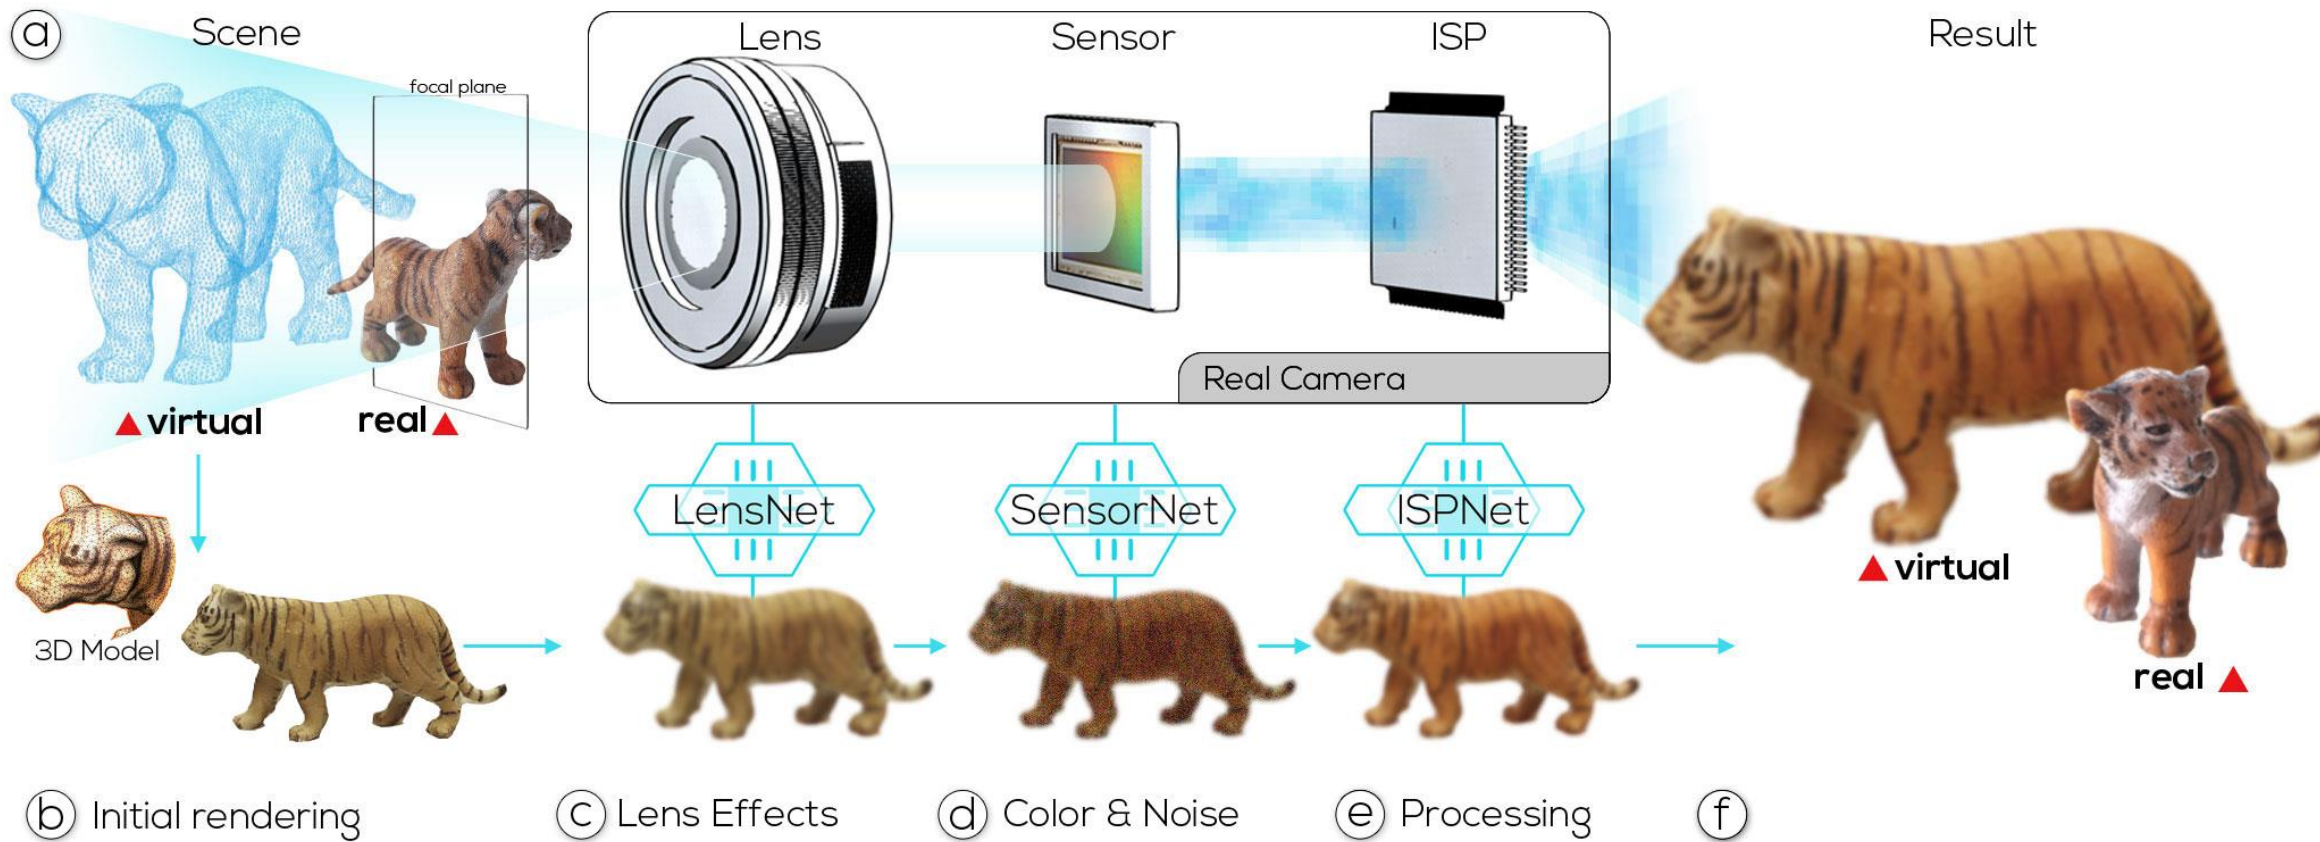 a
Scene
Lens
Sensor
ISP
Result
focal plane
Real Camera
virtual
real
LensNet
SensorNet
ISPNet
virtual
3D Model
real
b Initial rendering
c Lens Effects
d Color & Noise
e Processing
f